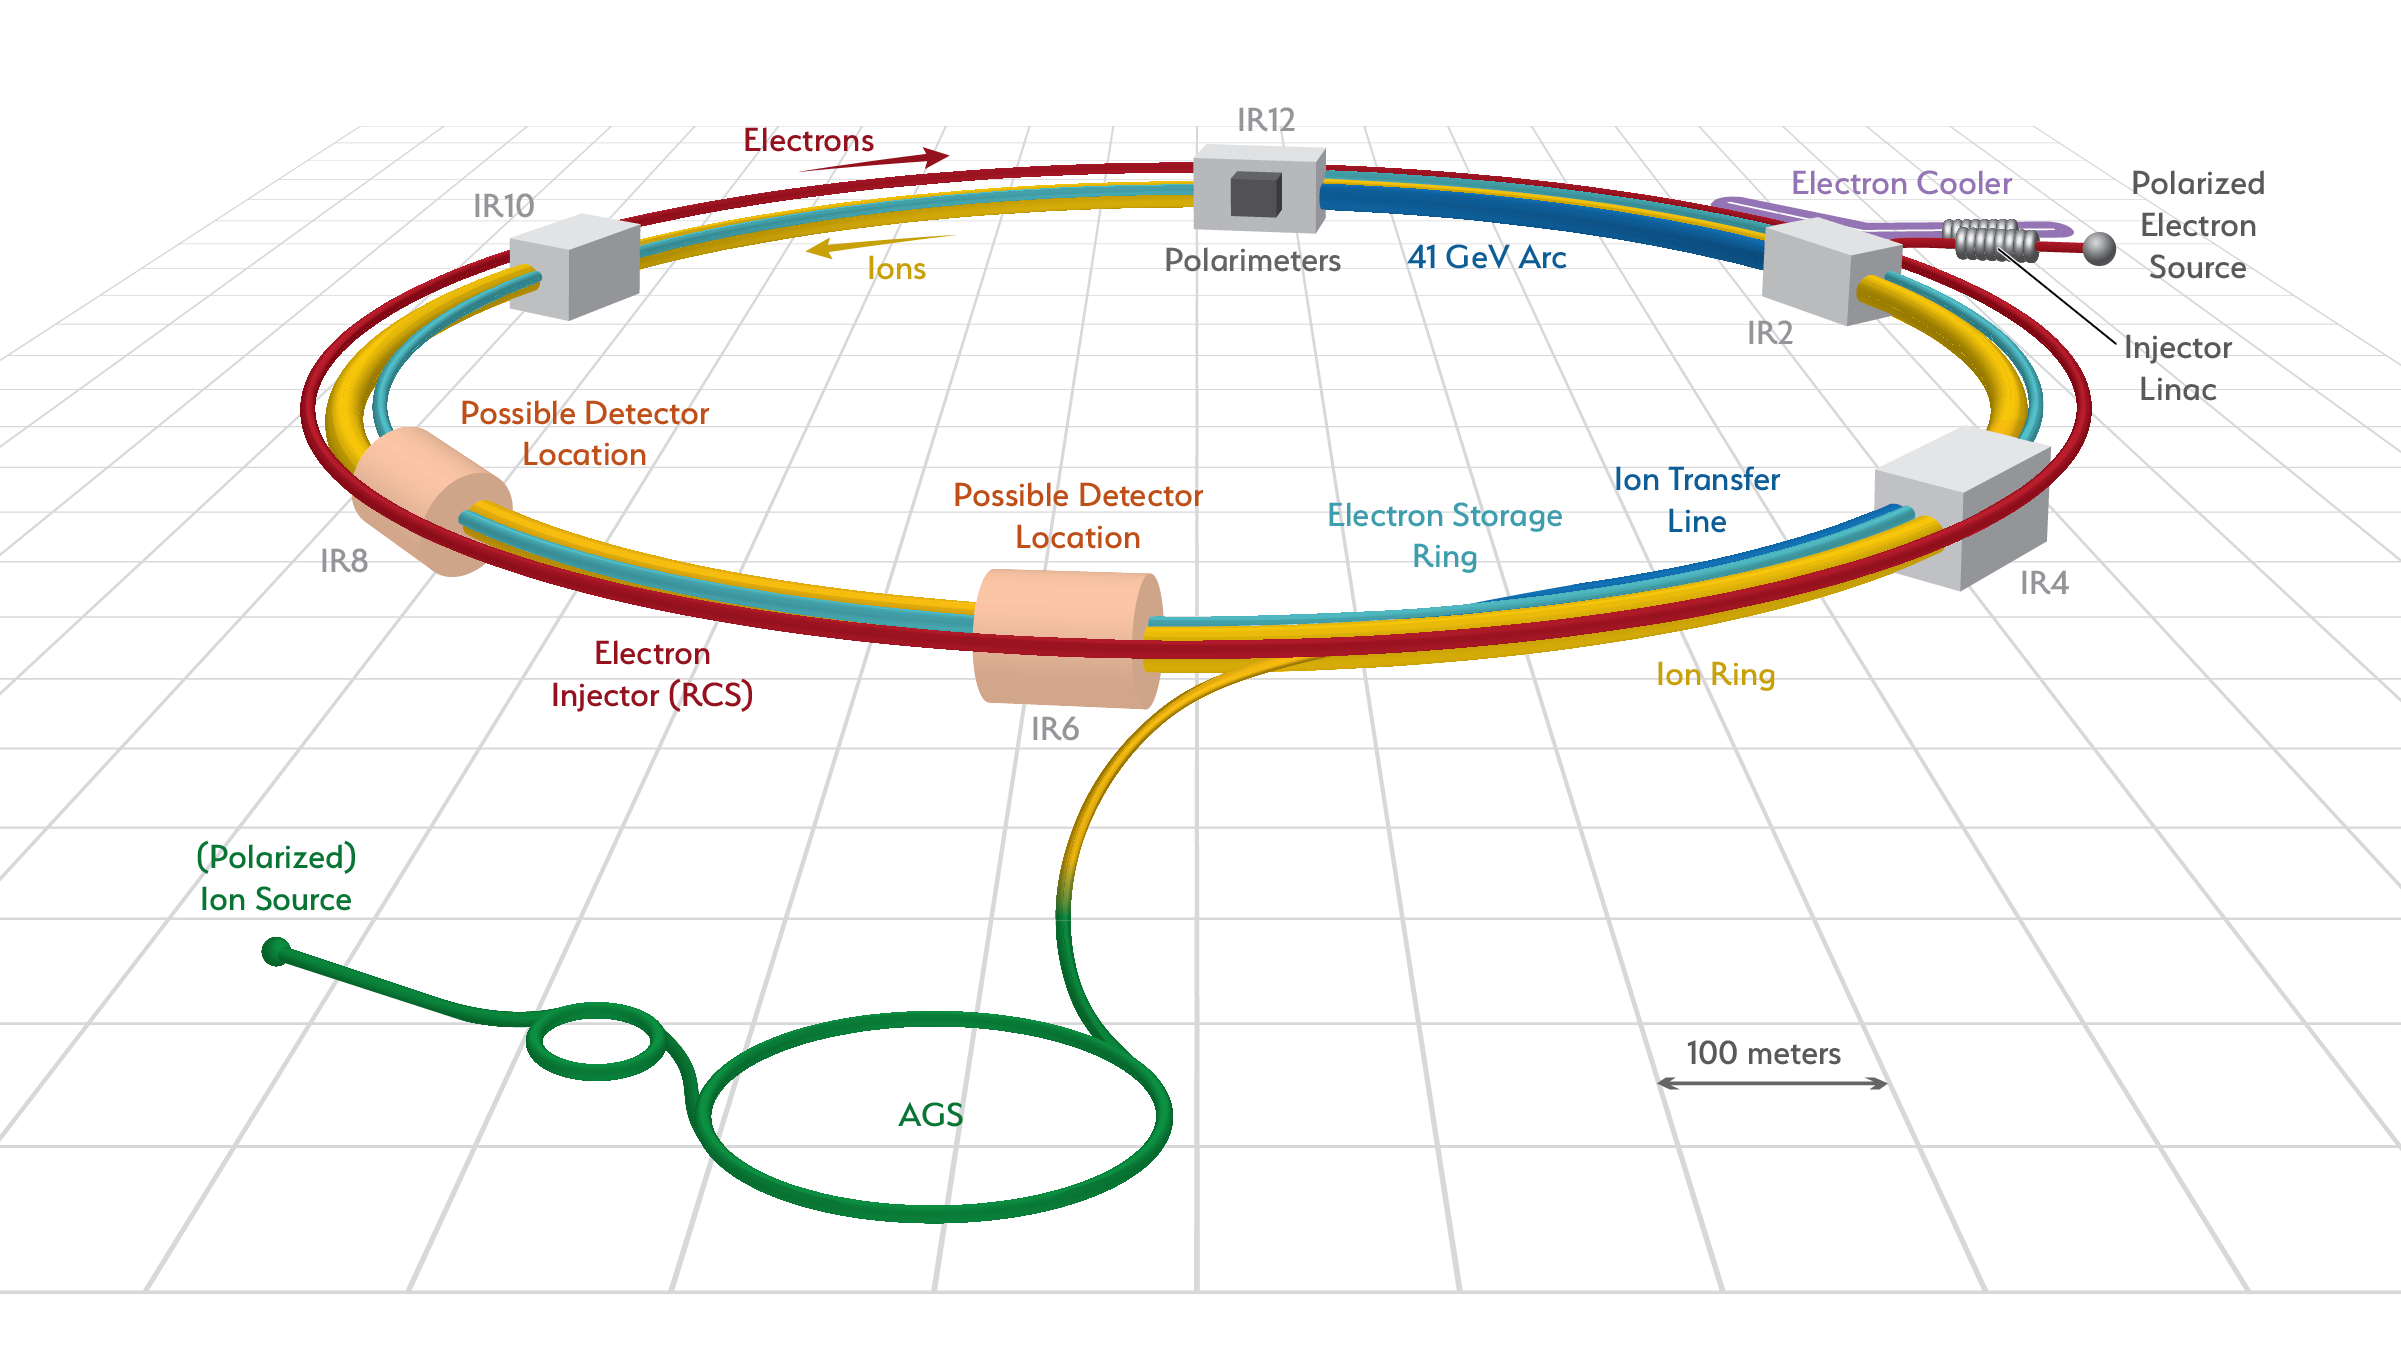 IR12
Electrons
Electron Cooler
Polarized
Electron
Source
IR10
Polarimeters
41 GeV Arc
Ions
IR2
Injector
Linac
Possible Detector
Location
Possible Detector
Location
Electron Storage
Ring
Ion Transfer
Line
IR8
IR4
Electron
Injector (RCS)
Ion Ring
IR6
(Polarized)
Ion Source
100 meters
AGS